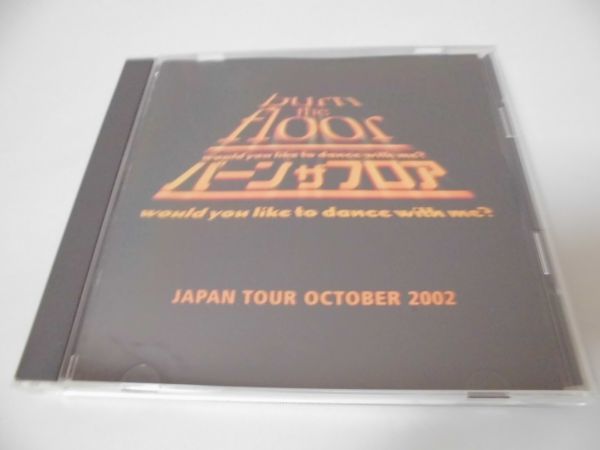 burn
the
floor
would you like to dance with me?
バーン ザ フロア
would you like to dance with me?
JAPAN TOUR OCTOBER 2002